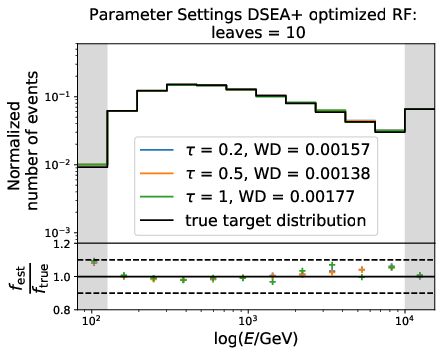 Parameter Settings DSEA+ optimized RF:
leaves = 10
Normalized
number of events
10⁻¹
10⁻²
10⁻³
τ = 0.2, WD = 0.00157
τ = 0.5, WD = 0.00138
τ = 1, WD = 0.00177
true target distribution
f_est
f_true
1.2
1.0
0.8
10² 10³ 10⁴
log(E/GeV)